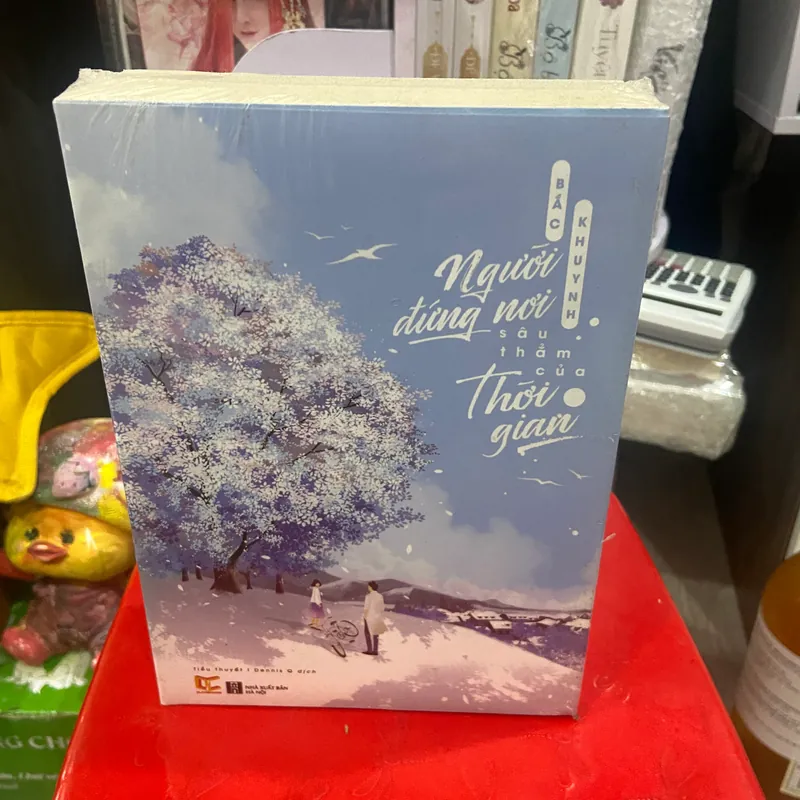 BẮC
KHUYNH
Người
đứng nơi
sâu
thẳm
của
Thời
gian
tiểu thuyết | Dennis Q dịch
NHÀ XUẤT BẢN
HÀ NỘI